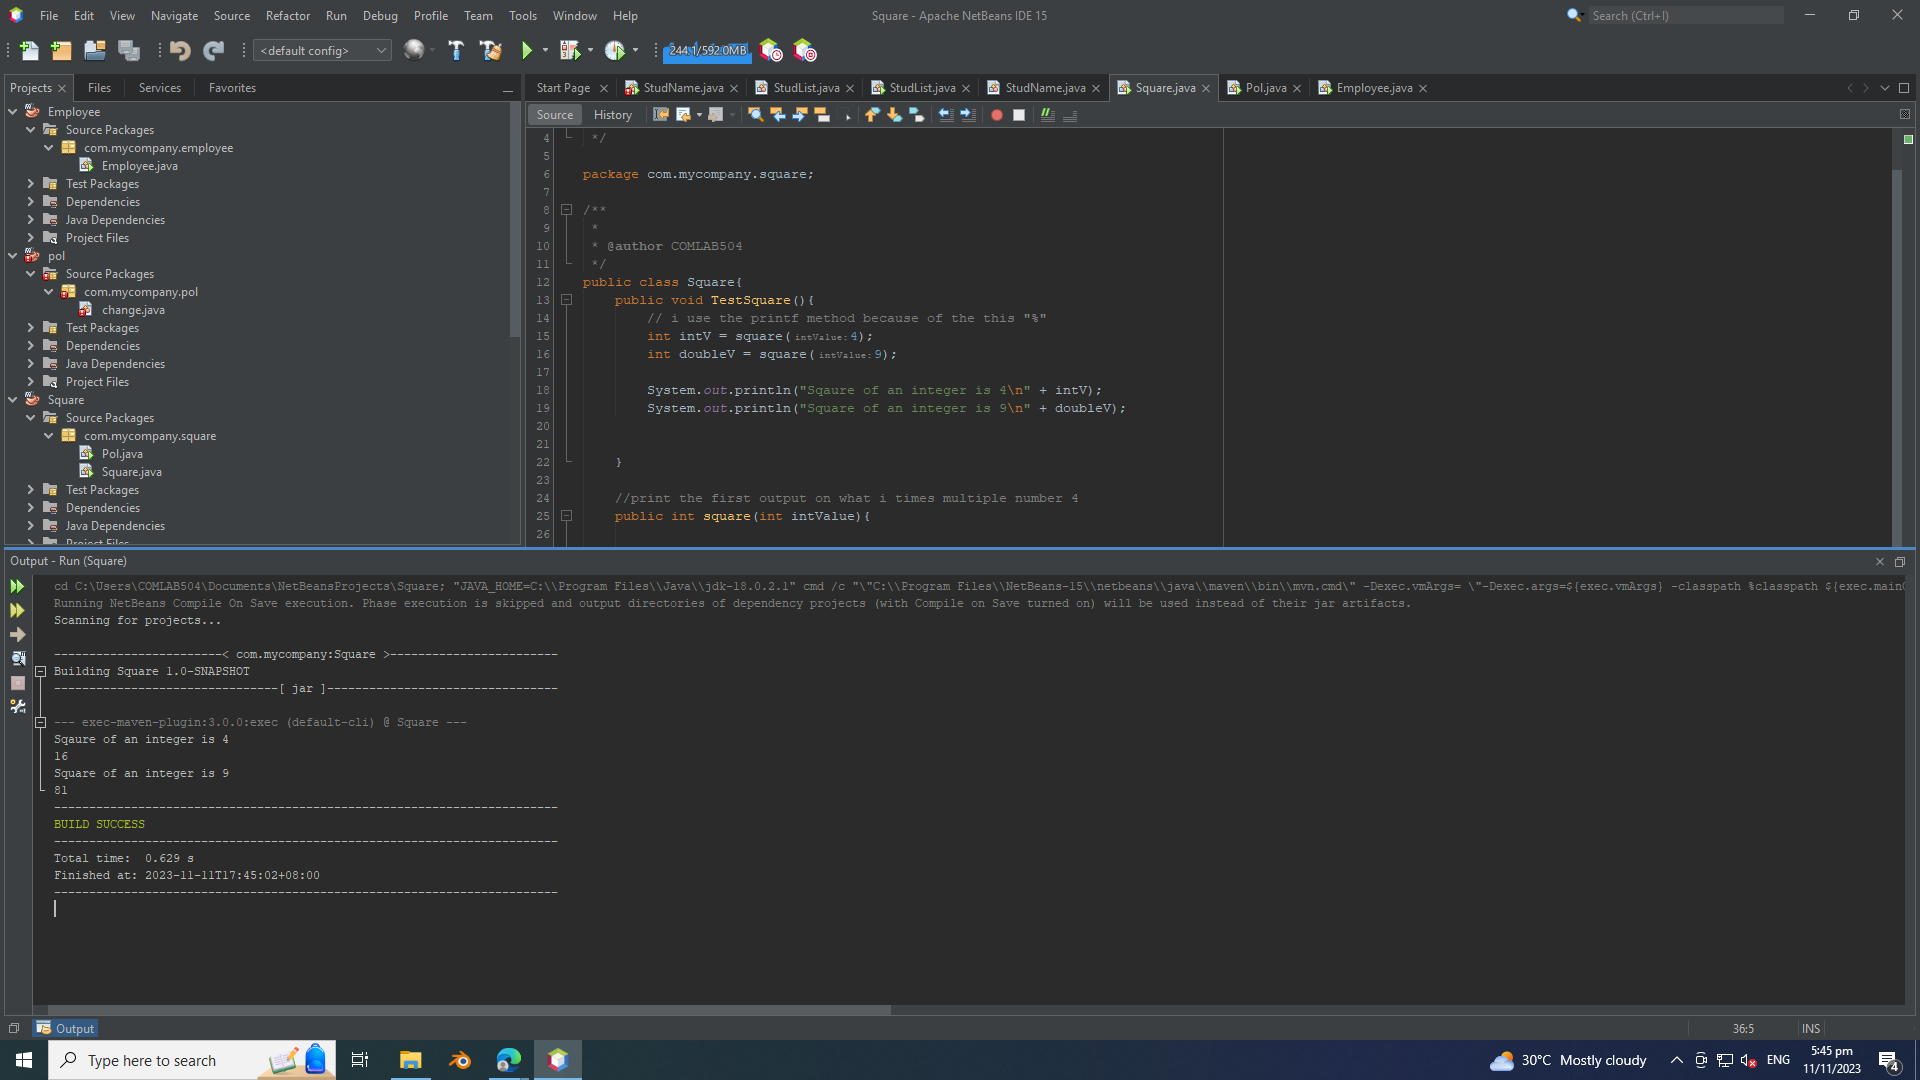 File Edit View Navigate Source Refactor Run Debug Profile Team Tools Window Help
Square - Apache NetBeans IDE 15
Search (Ctrl+I)
<default config>
244.1/592.0MB
Projects Files Services Favorites
Start Page StudName.java StudList.java StudList.java StudName.java Square.java Pol.java Employee.java
Source History
Employee
Source Packages
com.mycompany.employee
Employee.java
Test Packages
Dependencies
Java Dependencies
Project Files
pol
Source Packages
com.mycompany.pol
change.java
Test Packages
Dependencies
Java Dependencies
Project Files
Square
Source Packages
com.mycompany.square
Pol.java
Square.java
Test Packages
Dependencies
Java Dependencies
Project Files
4 */
5
6 package com.mycompany.square;
7
8 /**
9 *
10 * @author COMLAB504
11 */
12 public class Square{
13 public void TestSquare(){
14 // i use the printf method because of the this "%"
15 int intV = square( intValue: 4);
16 int doubleV = square( intValue: 9);
17
18 System.out.println("Sqaure of an integer is 4\n" + intV);
19 System.out.println("Square of an integer is 9\n" + doubleV);
20
21
22 }
23
24 //print the first output on what i times multiple number 4
25 public int square(int intValue){
26
Output - Run (Square)
cd C:\Users\COMLAB504\Documents\NetBeansProjects\Square; "JAVA_HOME=C:\\Program Files\\Java\\jdk-18.0.2.1" cmd /c "\"C:\\Program Files\\NetBeans-15\\netbeans\\java\\maven\\bin\\mvn.cmd\" -Dexec.vmArgs= \"-Dexec.args=${exec.vmArgs} -classpath %classpath ${exec.main
Running NetBeans Compile On Save execution. Phase execution is skipped and output directories of dependency projects (with Compile on Save turned on) will be used instead of their jar artifacts.
Scanning for projects...
------------------------< com.mycompany:Square >------------------------
Building Square 1.0-SNAPSHOT
--------------------------------[ jar ]---------------------------------
--- exec-maven-plugin:3.0.0:exec (default-cli) @ Square ---
Sqaure of an integer is 4
16
Square of an integer is 9
81
------------------------------------------------------------------------
BUILD SUCCESS
------------------------------------------------------------------------
Total time: 0.629 s
Finished at: 2023-11-11T17:45:02+08:00
------------------------------------------------------------------------
Output
36:5 INS
Type here to search
30°C Mostly cloudy
ENG
5:45 pm
11/11/2023
4